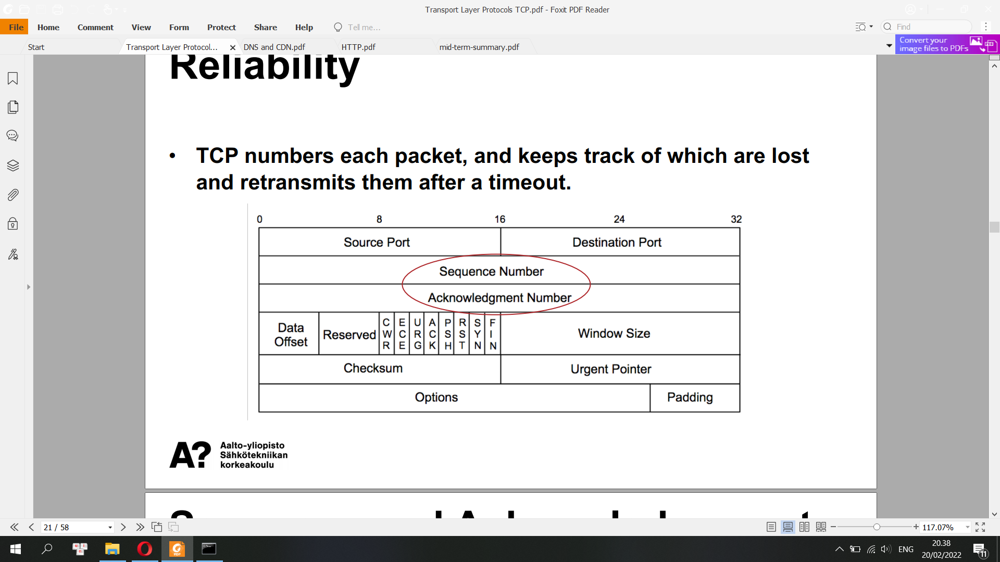 Transport Layer Protocols TCP.pdf - Foxit PDF Reader
File Home Comment View Form Protect Share Help Tell me... Find
Start Transport Layer Protocol... DNS and CDN.pdf HTTP.pdf mid-term-summary.pdf
Convert your
image files to PDFs
PDF
Reliability
• TCP numbers each packet, and keeps track of which are lost
and retransmits them after a timeout.
0 8 16 24 32
Source Port Destination Port
Sequence Number
Acknowledgment Number
Data Offset Reserved CWR ECE URG ACK PSH RST SYN FIN Window Size
Checksum Urgent Pointer
Options Padding
A? Aalto-yliopisto
Sähkötekniikan
korkeakoulu
21 / 58 117.07%
PDF
ENG
20.38
20/02/2022
11